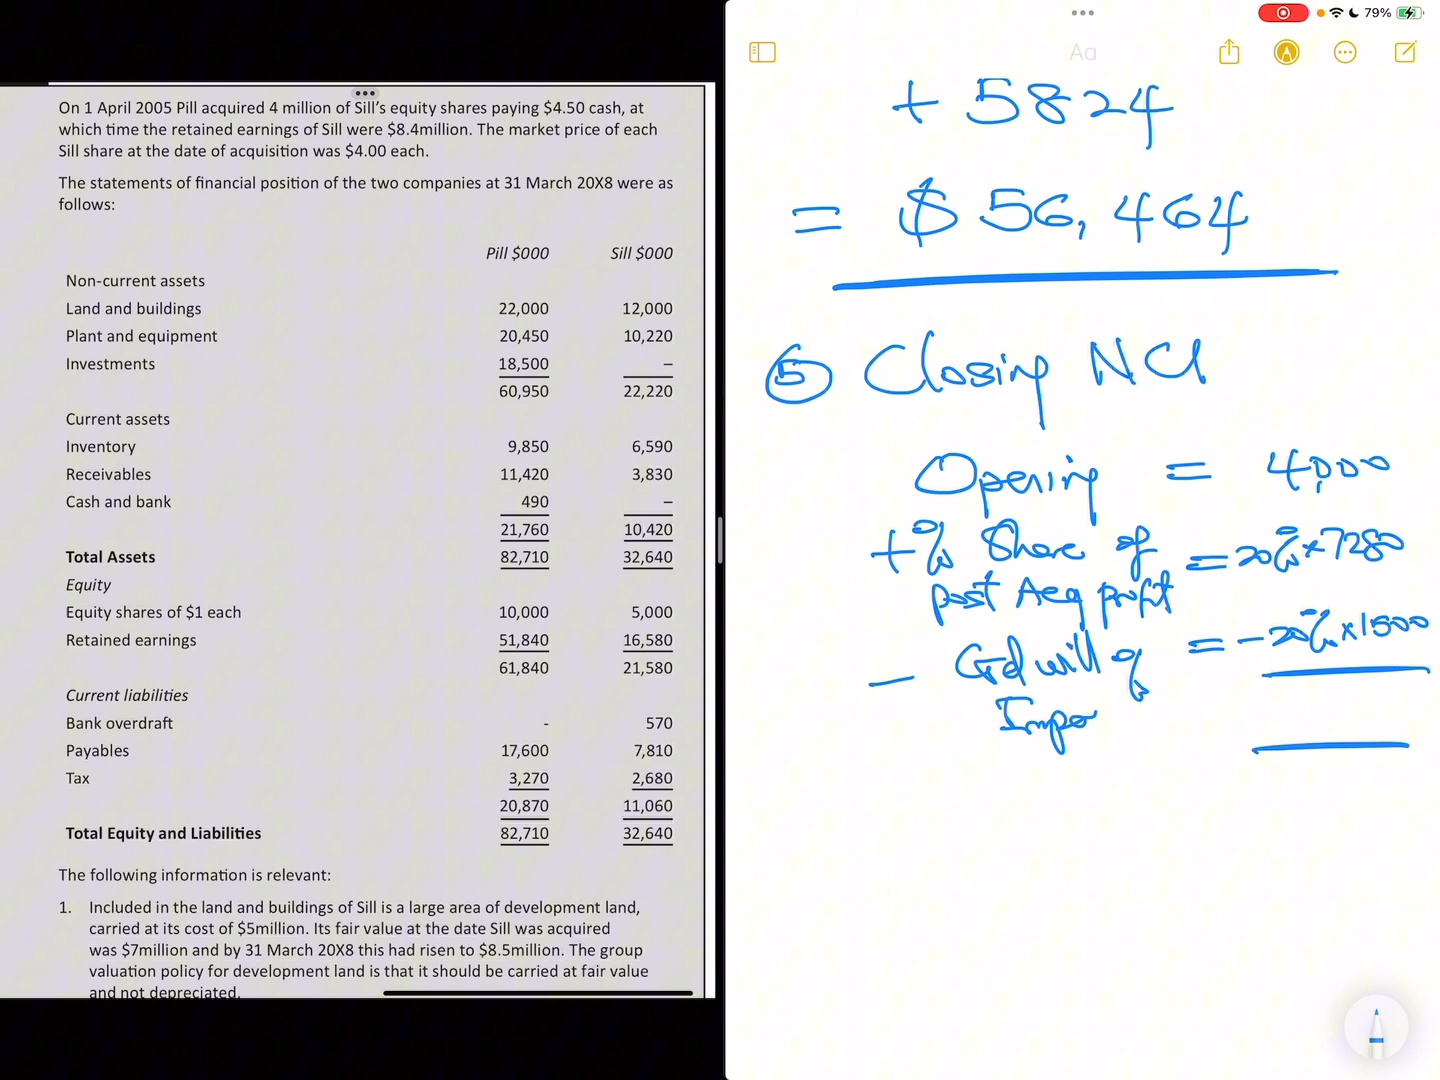 79%
Aa
On 1 April 2005 Pill acquired 4 million of Sill's equity shares paying $4.50 cash, at
which time the retained earnings of Sill were $8.4million. The market price of each
Sill share at the date of acquisition was $4.00 each.
The statements of financial position of the two companies at 31 March 20X8 were as
follows:
Pill $000 Sill $000
Non-current assets
Land and buildings 22,000 12,000
Plant and equipment 20,450 10,220
Investments 18,500 –
60,950 22,220
Current assets
Inventory 9,850 6,590
Receivables 11,420 3,830
Cash and bank 490 –
21,760 10,420
Total Assets 82,710 32,640
Equity
Equity shares of $1 each 10,000 5,000
Retained earnings 51,840 16,580
61,840 21,580
Current liabilities
Bank overdraft - 570
Payables 17,600 7,810
Tax 3,270 2,680
20,870 11,060
Total Equity and Liabilities 82,710 32,640
The following information is relevant:
1. Included in the land and buildings of Sill is a large area of development land,
carried at its cost of $5million. Its fair value at the date Sill was acquired
was $7million and by 31 March 20X8 this had risen to $8.5million. The group
valuation policy for development land is that it should be carried at fair value
and not depreciated.
+ 5824
= $ 56,464
5 Closing NCI
Opening = 4,000
+ % Share of = 20% × 7280
post Acq profit
- Gd will of = - 20% × 1500
Impa